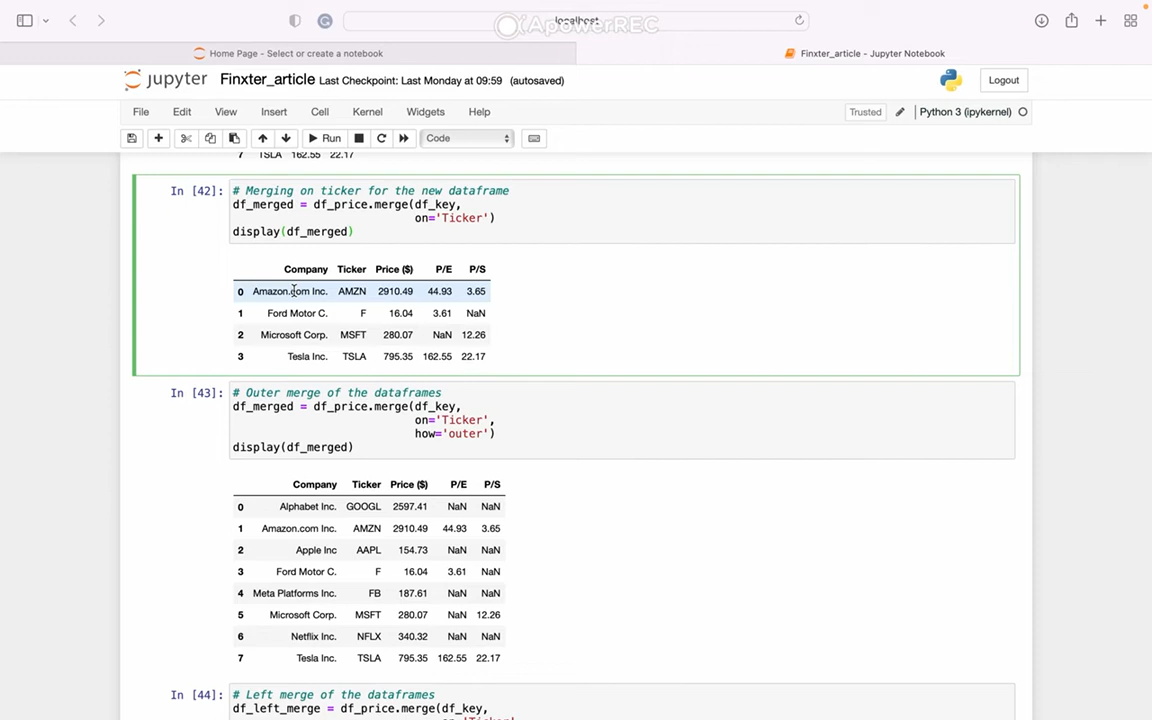 localhost
ApowerREC
Home Page - Select or create a notebook
Finxter_article - Jupyter Notebook
jupyter Finxter_article Last Checkpoint: Last Monday at 09:59 (autosaved)
Logout
File Edit View Insert Cell Kernel Widgets Help
Trusted Python 3 (ipykernel)
Run Code
7 TSLA 162.55 22.17
In [42]: # Merging on ticker for the new dataframe
df_merged = df_price.merge(df_key,
on='Ticker')
display(df_merged)
Company Ticker Price ($) P/E P/S
0 Amazon.com Inc. AMZN 2910.49 44.93 3.65
1 Ford Motor C. F 16.04 3.61 NaN
2 Microsoft Corp. MSFT 280.07 NaN 12.26
3 Tesla Inc. TSLA 795.35 162.55 22.17
In [43]: # Outer merge of the dataframes
df_merged = df_price.merge(df_key,
on='Ticker',
how='outer')
display(df_merged)
Company Ticker Price ($) P/E P/S
0 Alphabet Inc. GOOGL 2597.41 NaN NaN
1 Amazon.com Inc. AMZN 2910.49 44.93 3.65
2 Apple Inc AAPL 154.73 NaN NaN
3 Ford Motor C. F 16.04 3.61 NaN
4 Meta Platforms Inc. FB 187.61 NaN NaN
5 Microsoft Corp. MSFT 280.07 NaN 12.26
6 Netflix Inc. NFLX 340.32 NaN NaN
7 Tesla Inc. TSLA 795.35 162.55 22.17
In [44]: # Left merge of the dataframes
df_left_merge = df_price.merge(df_key,